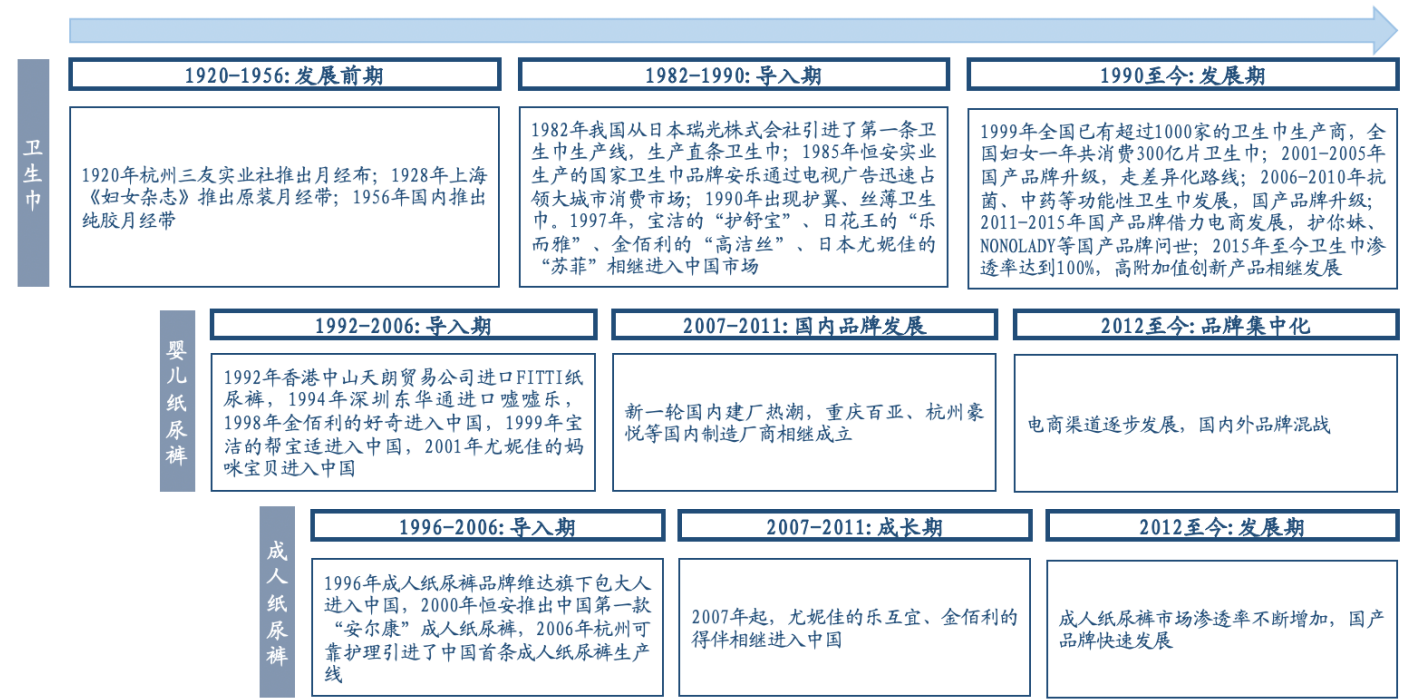 卫生巾
1920-1956:发展前期
1920年杭州三友实业社推出月经布；1928年上海
《妇女杂志》推出原装月经带；1956年国内推出
纯胶月经带
1982-1990:导入期
1982年我国从日本瑞光株式会社引进了第一条卫
生巾生产线，生产直条卫生巾；1985年恒安实业
生产的国家卫生巾品牌安乐通过电视广告迅速占
领大城市消费市场；1990年出现护翼、丝薄卫生
巾。1997年，宝洁的“护舒宝”、日花王的“乐
而雅”、金佰利的“高洁丝”、日本尤妮佳的
“苏菲”相继进入中国市场
1990至今:发展期
1999年全国已有超过1000家的卫生巾生产商，全
国妇女一年共消费300亿片卫生巾；2001-2005年
国产品牌升级，走差异化路线；2006-2010年抗
菌、中药等功能性卫生巾发展，国产品牌升级；
2011-2015年国产品牌借力电商发展，护你妹、
NONOLADY等国产品牌问世；2015年至今卫生巾渗
透率达到100%，高附加值创新产品相继发展
婴儿纸尿裤
1992-2006:导入期
1992年香港中山天朗贸易公司进口FITTI纸
尿裤，1994年深圳东华通进口嘘嘘乐，
1998年金佰利的好奇进入中国，1999年宝
洁的帮宝适进入中国，2001年尤妮佳的妈
咪宝贝进入中国
2007-2011:国内品牌发展
新一轮国内建厂热潮，重庆百亚、杭州豪
悦等国内制造厂商相继成立
2012至今:品牌集中化
电商渠道逐步发展，国内外品牌混战
成人纸尿裤
1996-2006:导入期
1996年成人纸尿裤品牌维达旗下包大人
进入中国，2000年恒安推出中国第一款
“安尔康”成人纸尿裤，2006年杭州可
靠护理引进了中国首条成人纸尿裤生产
线
2007-2011:成长期
2007年起，尤妮佳的乐互宜、金佰利的
得伴相继进入中国
2012至今:发展期
成人纸尿裤市场渗透率不断增加，国产
品牌快速发展